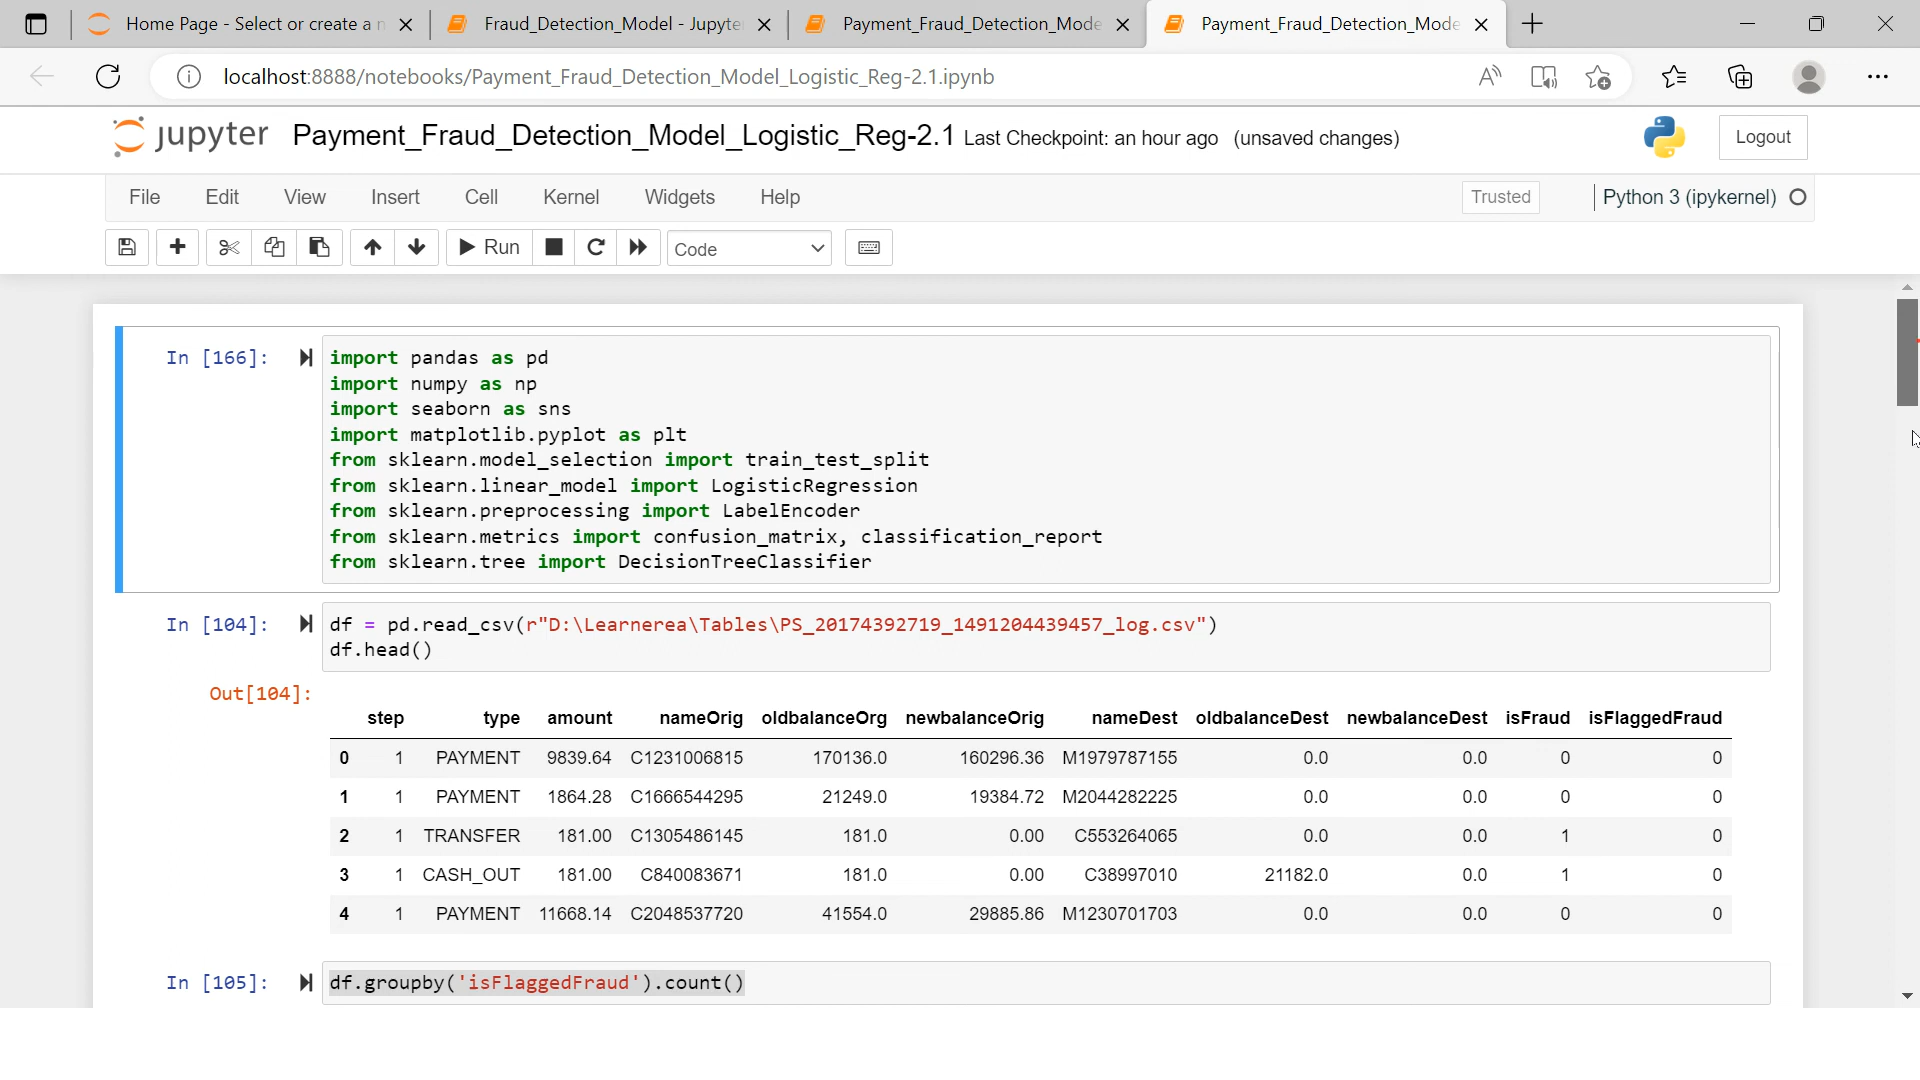 Home Page - Select or create a n
Fraud_Detection_Model - Jupyte
Payment_Fraud_Detection_Mode
Payment_Fraud_Detection_Mode
localhost:8888/notebooks/Payment_Fraud_Detection_Model_Logistic_Reg-2.1.ipynb
jupyter Payment_Fraud_Detection_Model_Logistic_Reg-2.1 Last Checkpoint: an hour ago (unsaved changes)
Logout
File Edit View Insert Cell Kernel Widgets Help
Trusted
Python 3 (ipykernel)
Run
Code
In [166]:
import pandas as pd
import numpy as np
import seaborn as sns
import matplotlib.pyplot as plt
from sklearn.model_selection import train_test_split
from sklearn.linear_model import LogisticRegression
from sklearn.preprocessing import LabelEncoder
from sklearn.metrics import confusion_matrix, classification_report
from sklearn.tree import DecisionTreeClassifier
In [104]:
df = pd.read_csv(r"D:\Learnerea\Tables\PS_20174392719_1491204439457_log.csv")
df.head()
Out[104]:
step type amount nameOrig oldbalanceOrg newbalanceOrig nameDest oldbalanceDest newbalanceDest isFraud isFlaggedFraud
0 1 PAYMENT 9839.64 C1231006815 170136.0 160296.36 M1979787155 0.0 0.0 0 0
1 1 PAYMENT 1864.28 C1666544295 21249.0 19384.72 M2044282225 0.0 0.0 0 0
2 1 TRANSFER 181.00 C1305486145 181.0 0.00 C553264065 0.0 0.0 1 0
3 1 CASH_OUT 181.00 C840083671 181.0 0.00 C38997010 21182.0 0.0 1 0
4 1 PAYMENT 11668.14 C2048537720 41554.0 29885.86 M1230701703 0.0 0.0 0 0
In [105]:
df.groupby('isFlaggedFraud').count()